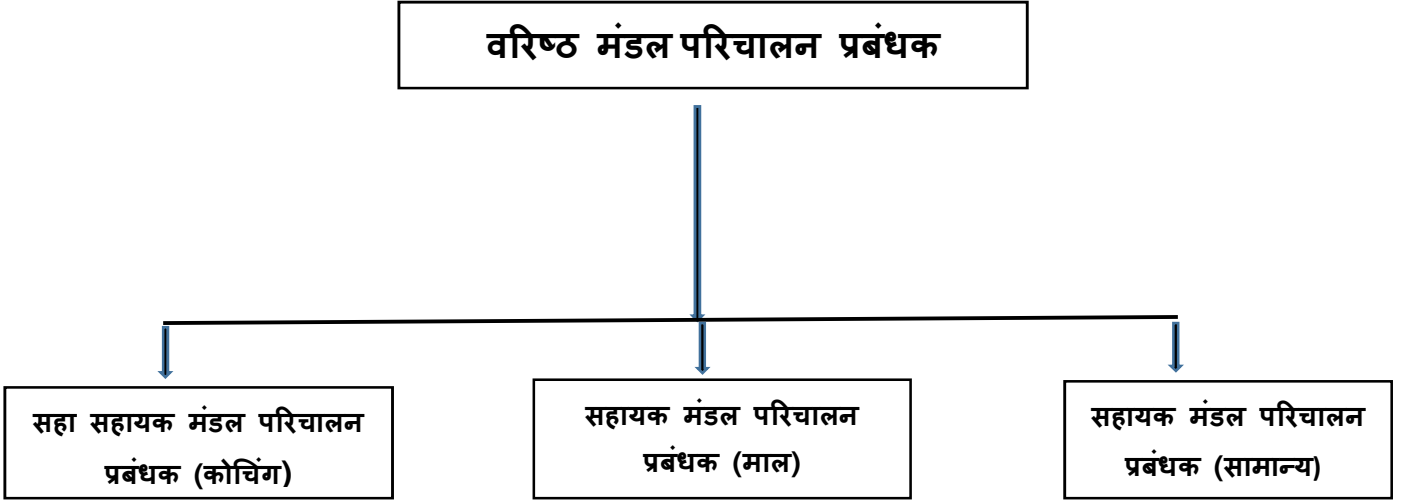 वरिष्ठ मंडल परिचालन प्रबंधक
सहा सहायक मंडल परिचालन
प्रबंधक (कोचिंग)
सहायक मंडल परिचालन
प्रबंधक (माल)
सहायक मंडल परिचालन
प्रबंधक (सामान्य)